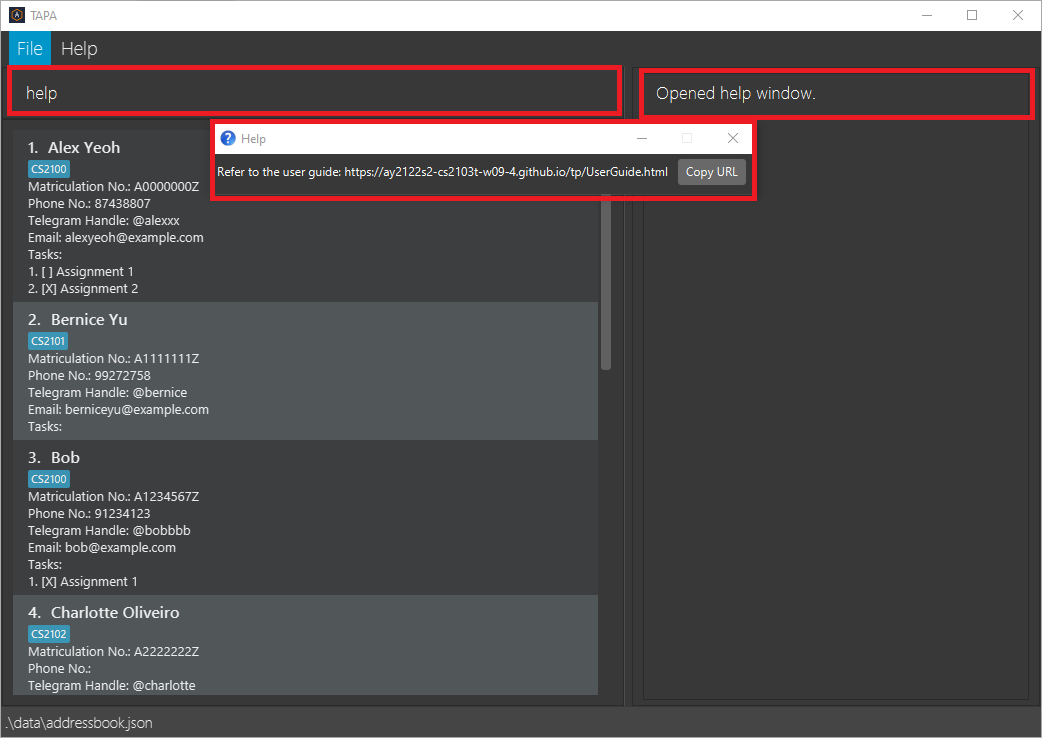 TAPA
File Help
help
Opened help window.
Help
Refer to the user guide: https://ay2122s2-cs2103t-w09-4.github.io/tp/UserGuide.html Copy URL
1. Alex Yeoh
CS2100
Matriculation No.: A0000000Z
Phone No.: 87438807
Telegram Handle: @alexxx
Email: alexyeoh@example.com
Tasks:
1. [ ] Assignment 1
2. [X] Assignment 2
2. Bernice Yu
CS2101
Matriculation No.: A1111111Z
Phone No.: 99272758
Telegram Handle: @bernice
Email: berniceyu@example.com
Tasks:
3. Bob
CS2100
Matriculation No.: A1234567Z
Phone No.: 91234123
Telegram Handle: @bobbbb
Email: bob@example.com
Tasks:
1. [X] Assignment 1
4. Charlotte Oliveiro
CS2102
Matriculation No.: A2222222Z
Phone No.:
Telegram Handle: @charlotte
.\data\addressbook.json